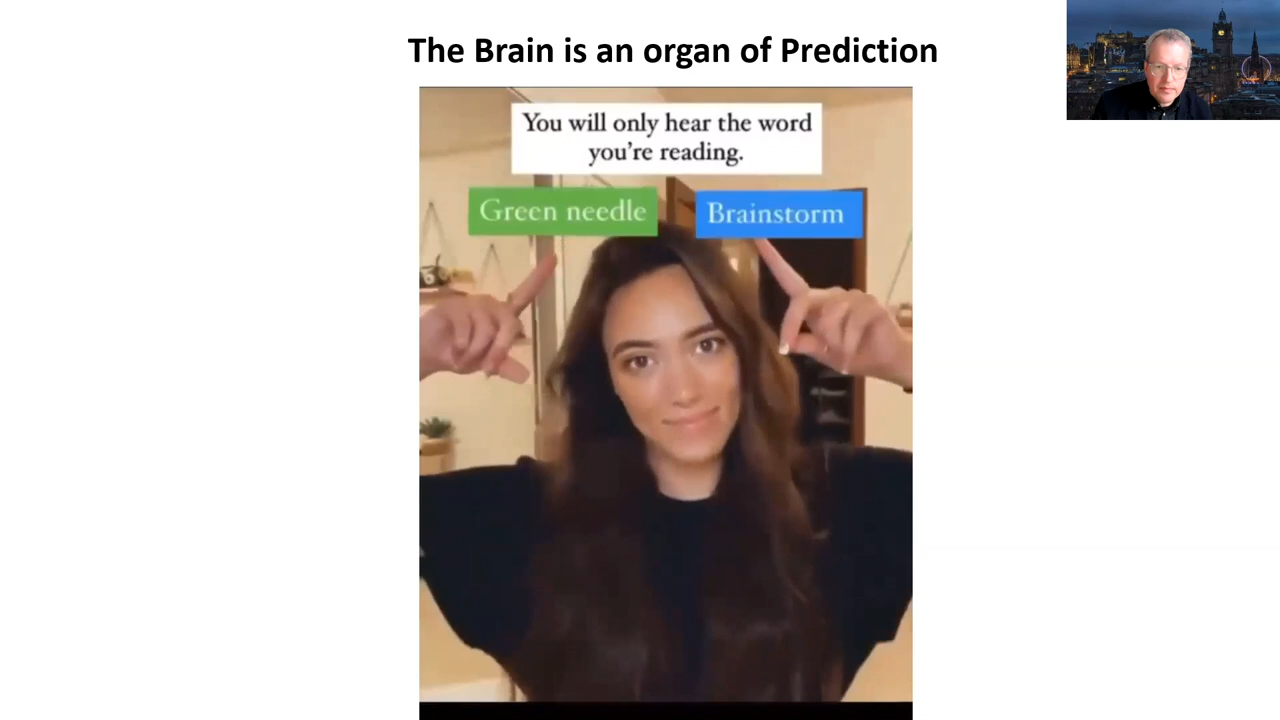 The Brain is an organ of Prediction
You will only hear the word
you're reading.
Green needle
Brainstorm